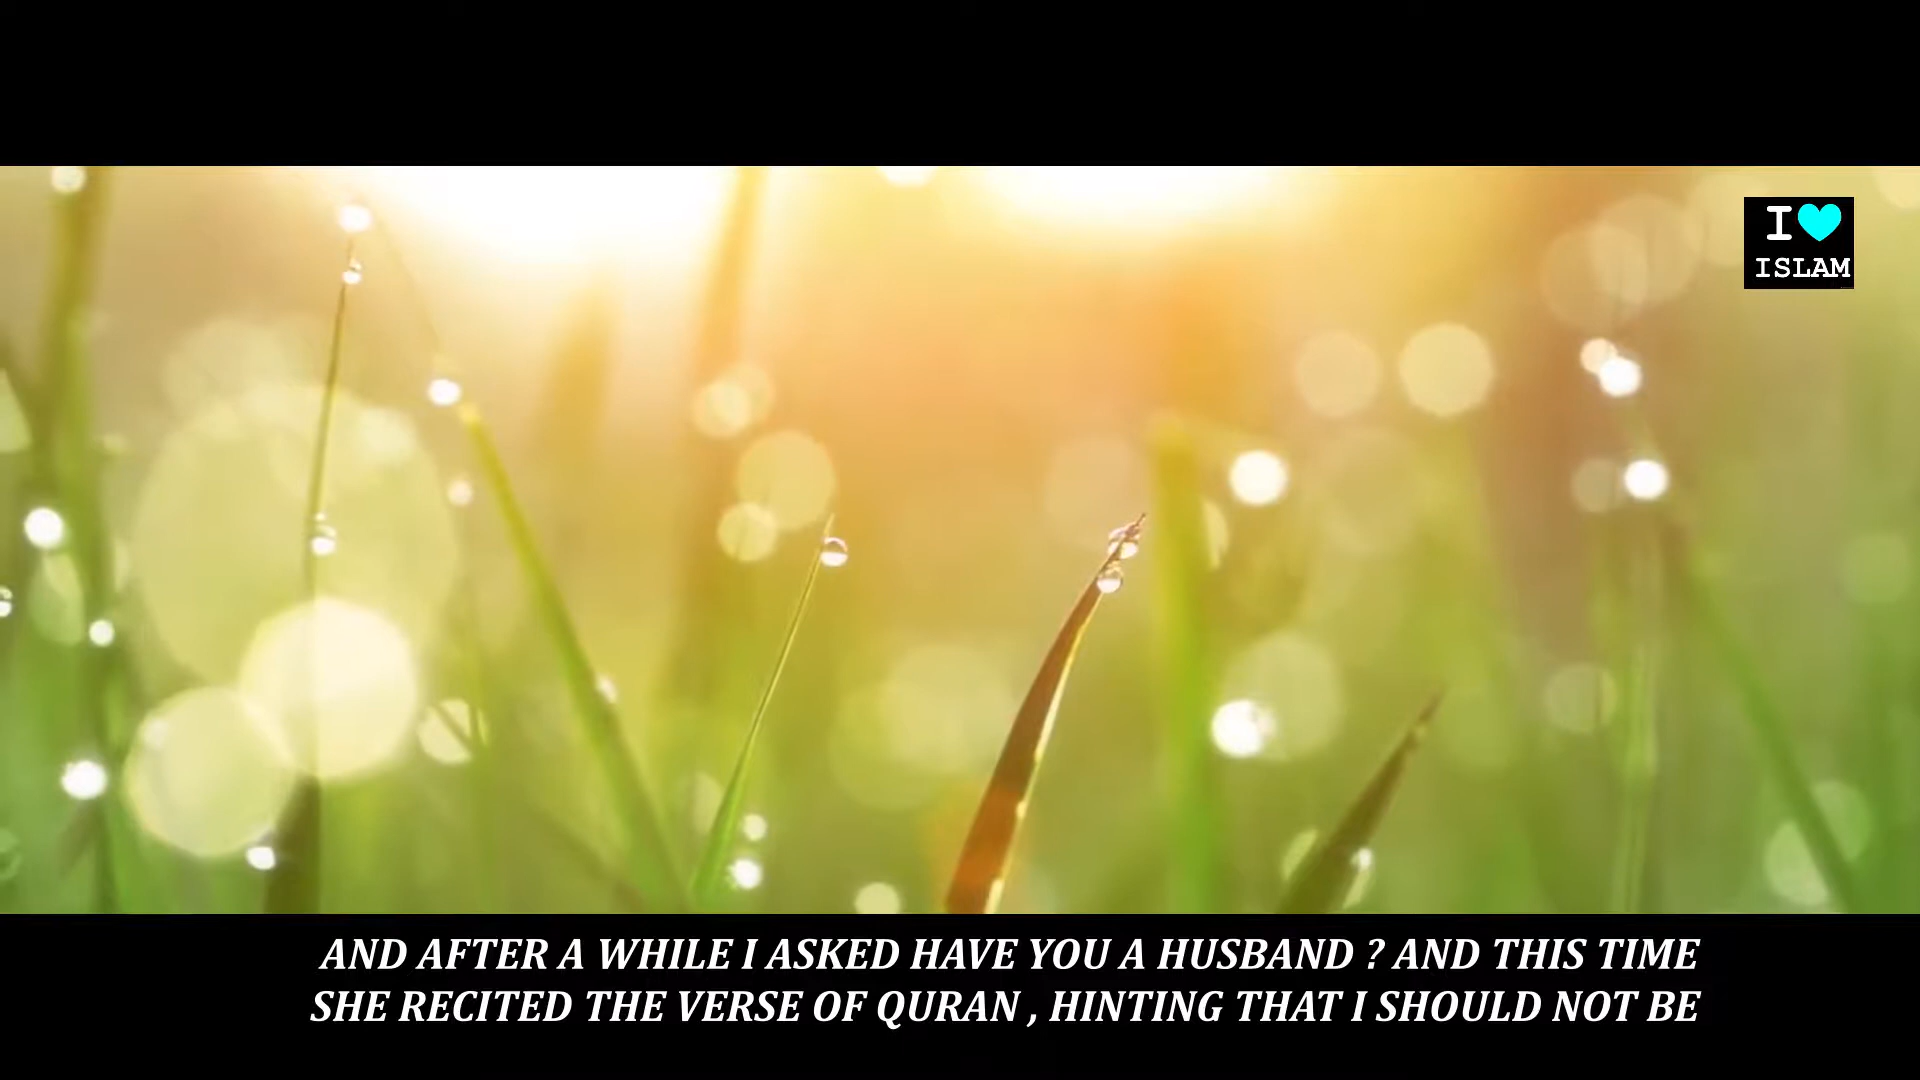 I
ISLAM
AND AFTER A WHILE I ASKED HAVE YOU A HUSBAND ? AND THIS TIME
SHE RECITED THE VERSE OF QURAN , HINTING THAT I SHOULD NOT BE